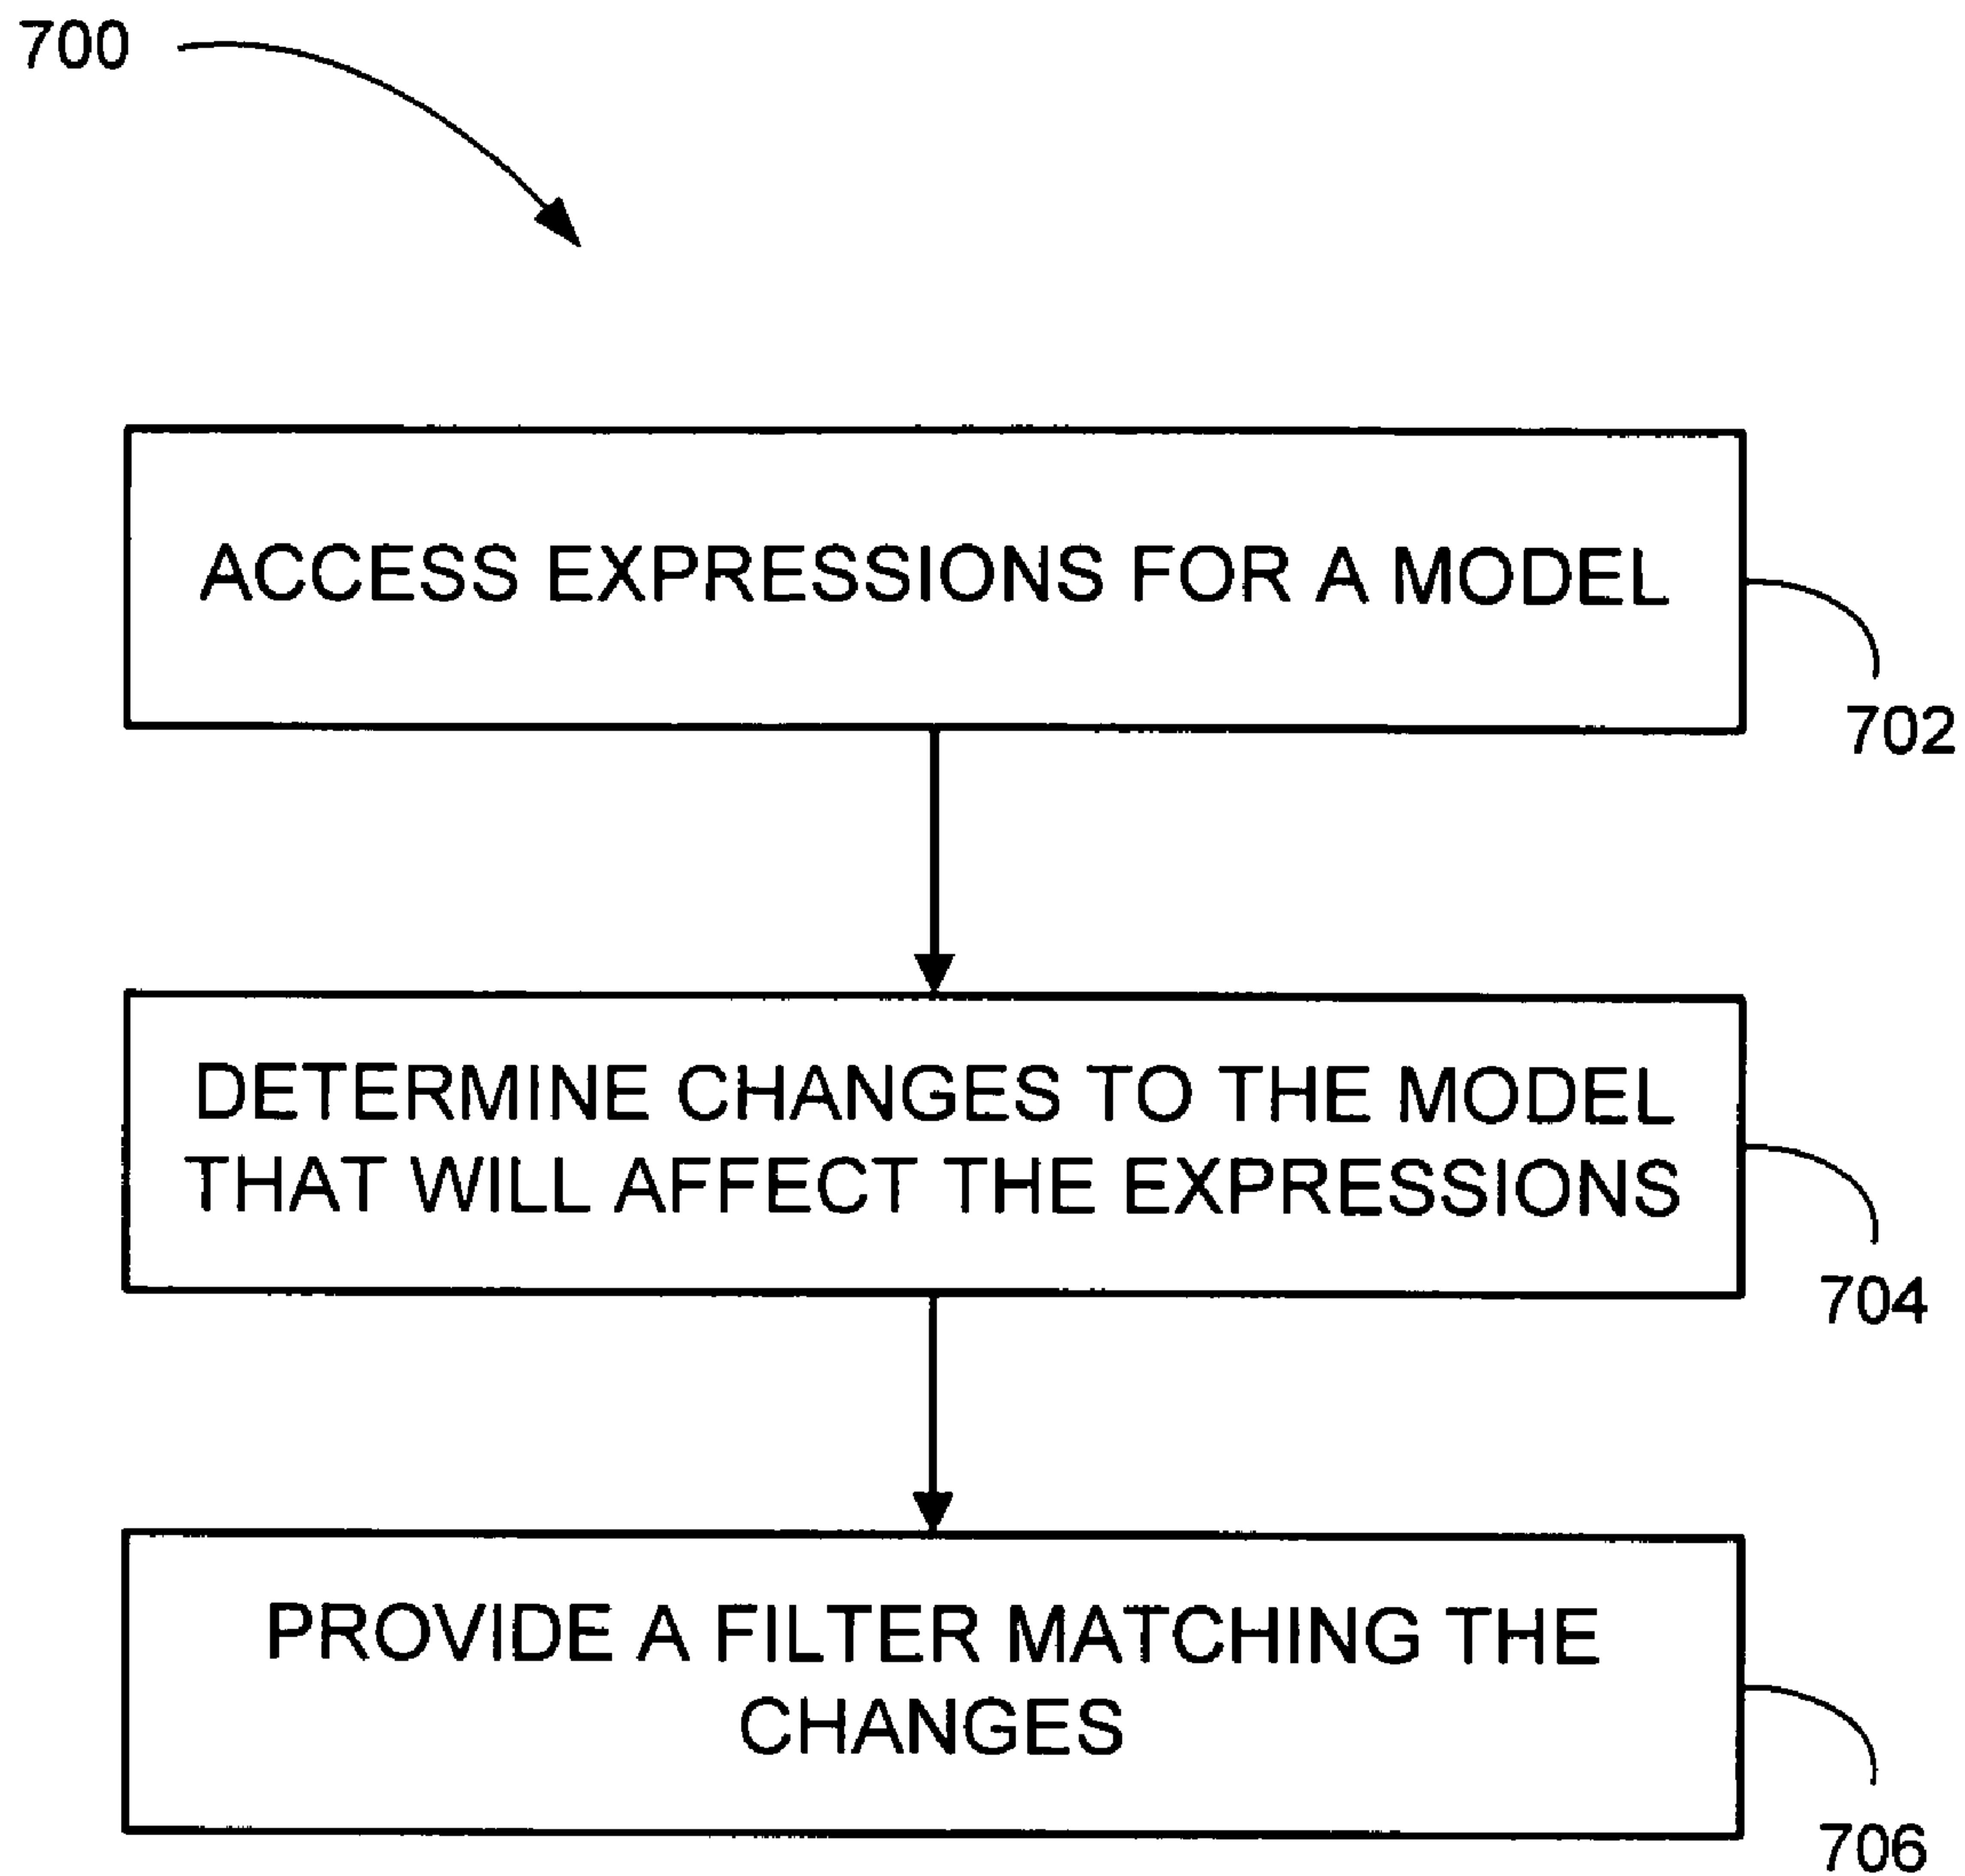 700
ACCESS EXPRESSIONS FOR A MODEL
702
DETERMINE CHANGES TO THE MODEL
THAT WILL AFFECT THE EXPRESSIONS
704
PROVIDE A FILTER MATCHING THE
CHANGES
706